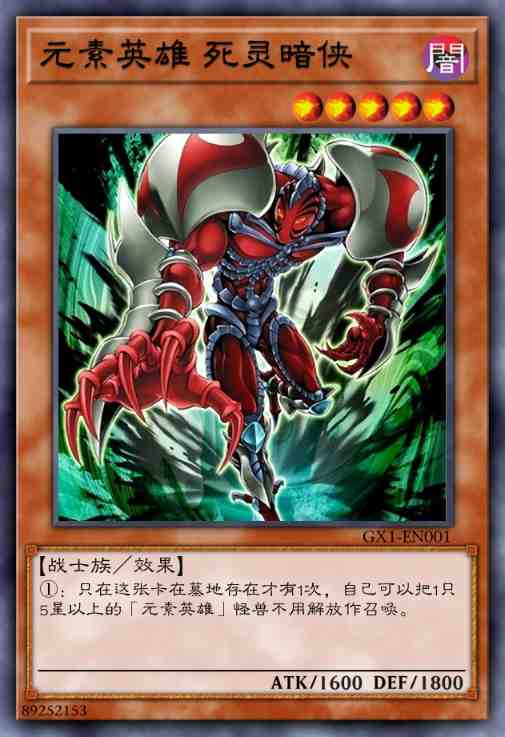 元素英雄 死灵暗侠
闇
GX1-EN001
【战士族／效果】
①：只在这张卡在墓地存在才有1次，自己可以把1只
5星以上的「元素英雄」怪兽不用解放作召唤。
ATK/1600 DEF/1800
89252153